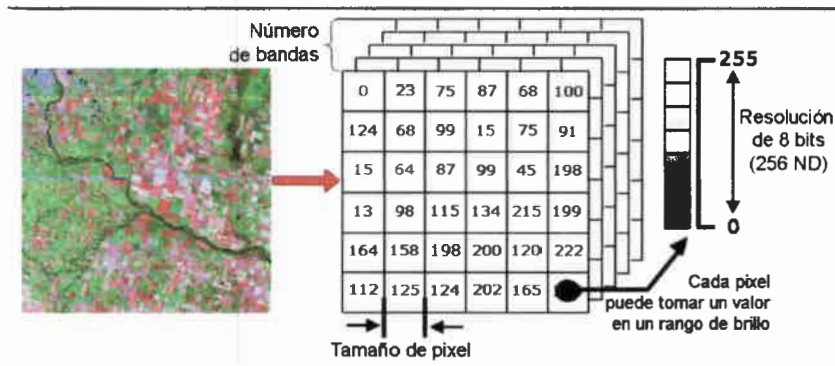 Número
de bandas
0 23 75 87 68 100
124 68 99 15 75 91
15 64 87 99 45 198
13 98 115 134 215 199
164 158 198 200 120 222
112 125 124 202 165
Tamaño de pixel
255
Resolución
de 8 bits
(256 ND)
0
Cada pixel
puede tomar un valor
en un rango de brillo